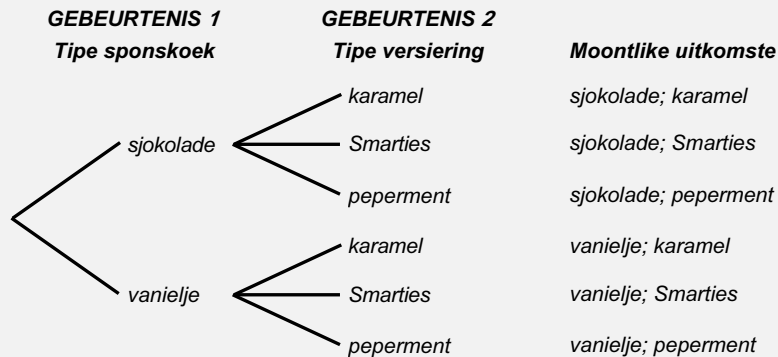 GEBEURTENIS 1 GEBEURTENIS 2
Tipe sponskoek Tipe versiering Moontlike uitkomste
karamel sjokolade; karamel
sjokolade Smarties sjokolade; Smarties
peperment sjokolade; peperment
karamel vanielje; karamel
vanielje Smarties vanielje; Smarties
peperment vanielje; peperment